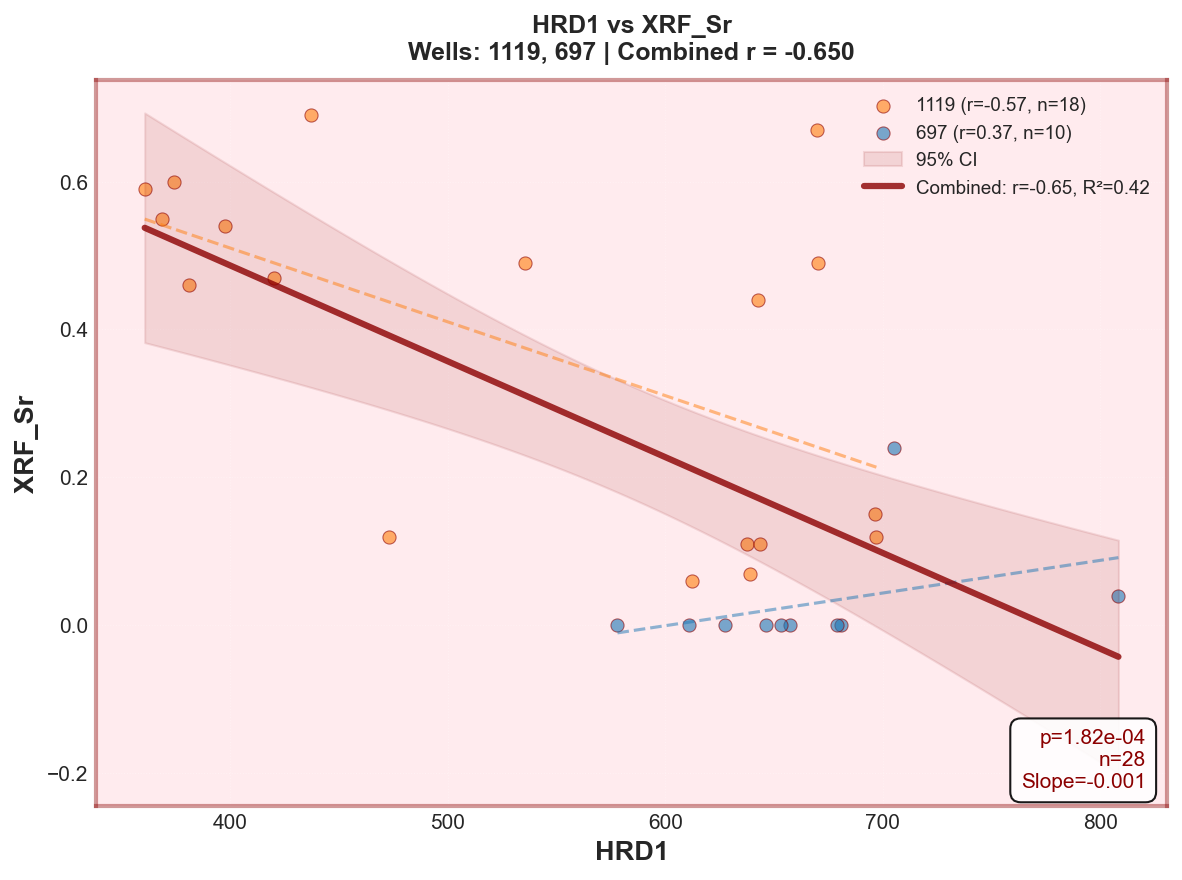 HRD1 vs XRF_Sr
Wells: 1119, 697 | Combined r = -0.650
1119 (r=-0.57, n=18)
697 (r=0.37, n=10)
95% CI
Combined: r=-0.65, R²=0.42
XRF_Sr
0.6
0.4
0.2
0.0
−0.2
p=1.82e-04
n=28
Slope=-0.001
400 500 600 700 800
HRD1